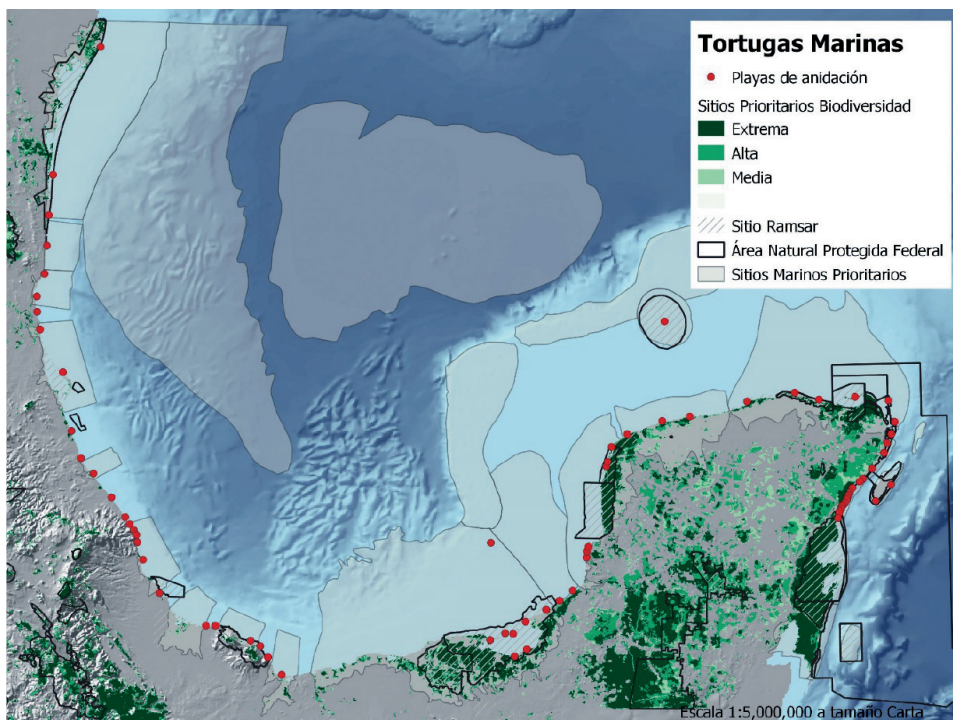 Tortugas Marinas
Playas de anidación
Sitios Prioritarios Biodiversidad
Extrema
Alta
Media
Sitio Ramsar
Área Natural Protegida Federal
Sitios Marinos Prioritarios
Escala 1:5,000,000 a tamaño Carta